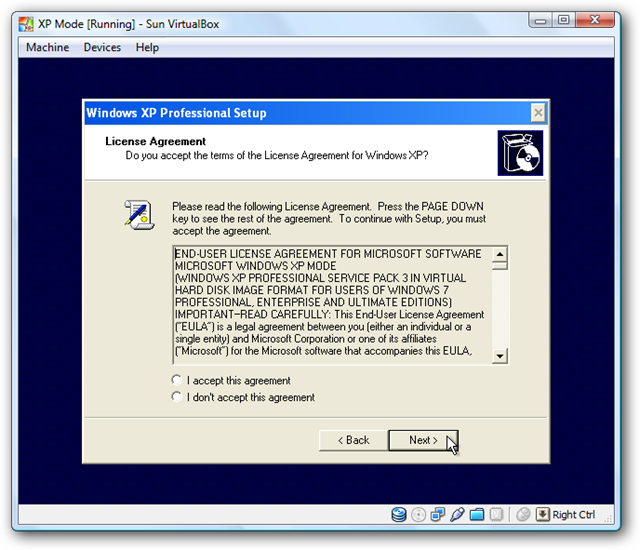 XP Mode [Running] - Sun VirtualBox
Machine Devices Help
Windows XP Professional Setup
License Agreement
Do you accept the terms of the License Agreement for Windows XP?
Please read the following License Agreement. Press the PAGE DOWN
key to see the rest of the agreement. To continue with Setup, you must
accept the agreement.
END-USER LICENSE AGREEMENT FOR MICROSOFT SOFTWARE
MICROSOFT WINDOWS XP MODE
(WINDOWS XP PROFESSIONAL SERVICE PACK 3 IN VIRTUAL
HARD DISK IMAGE FORMAT FOR USERS OF WINDOWS 7
PROFESSIONAL, ENTERPRISE AND ULTIMATE EDITIONS)
IMPORTANT-READ CAREFULLY: This End-User License Agreement
("EULA") is a legal agreement between you (either an individual or a
single entity) and Microsoft Corporation or one of its affiliates
("Microsoft") for the Microsoft software that accompanies this EULA,
I accept this agreement
I don't accept this agreement
< Back Next >
Right Ctrl